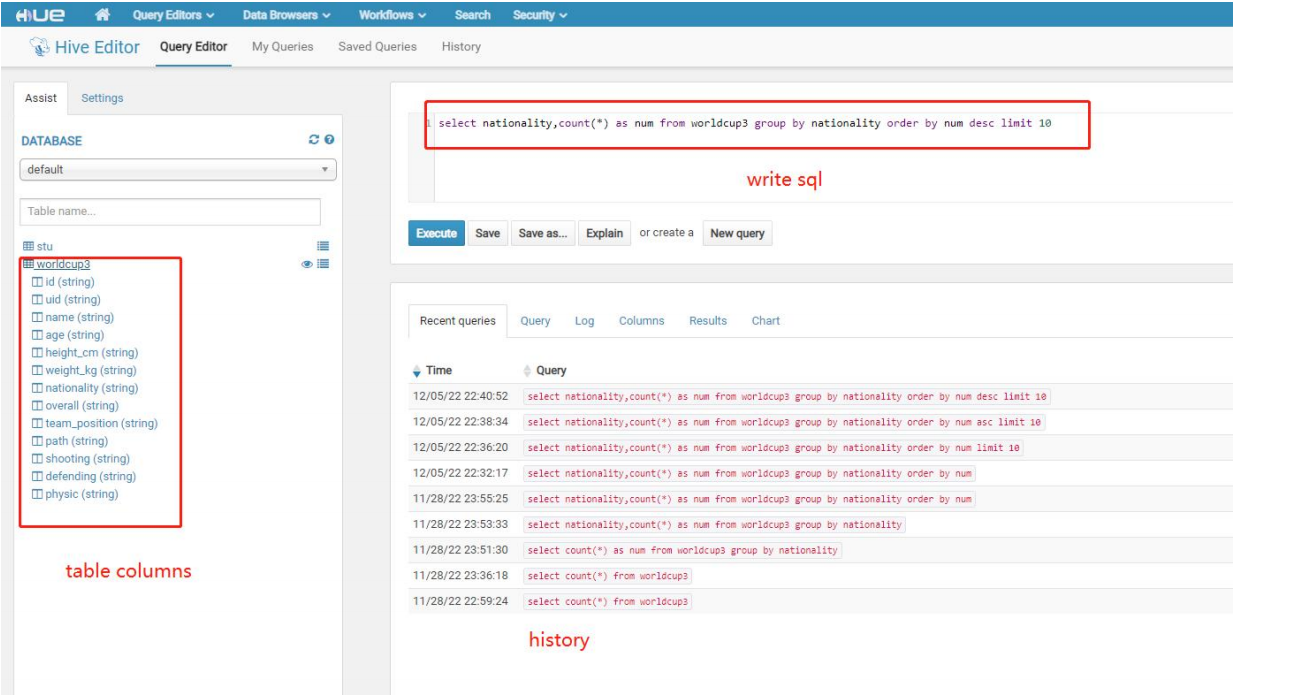 HUE Query Editors Data Browsers Workflows Search Security
Hive Editor Query Editor My Queries Saved Queries History
Assist Settings
DATABASE
default
Table name...
stu
worldcup3
id (string)
uid (string)
name (string)
age (string)
height_cm (string)
weight_kg (string)
nationality (string)
overall (string)
team_position (string)
path (string)
shooting (string)
defending (string)
physic (string)
table columns
1 select nationality,count(*) as num from worldcup3 group by nationality order by num desc limit 10
write sql
Execute Save Save as... Explain or create a New query
Recent queries Query Log Columns Results Chart
Time Query
12/05/22 22:40:52 select nationality,count(*) as num from worldcup3 group by nationality order by num desc limit 10
12/05/22 22:38:34 select nationality,count(*) as num from worldcup3 group by nationality order by num asc limit 10
12/05/22 22:36:20 select nationality,count(*) as num from worldcup3 group by nationality order by num limit 10
12/05/22 22:32:17 select nationality,count(*) as num from worldcup3 group by nationality order by num
11/28/22 23:55:25 select nationality,count(*) as num from worldcup3 group by nationality order by num
11/28/22 23:53:33 select nationality,count(*) as num from worldcup3 group by nationality
11/28/22 23:51:30 select count(*) as num from worldcup3 group by nationality
11/28/22 23:36:18 select count(*) from worldcup3
11/28/22 22:59:24 select count(*) from worldcup3
history